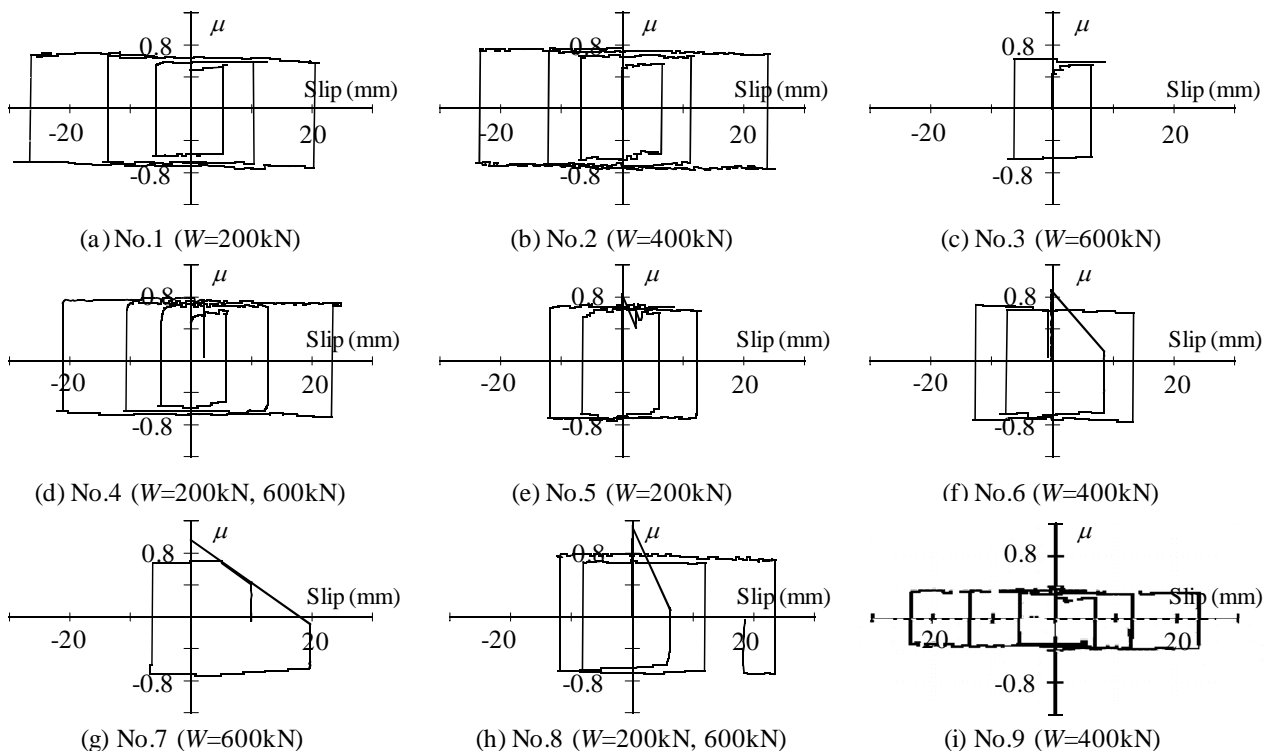 μ
0.8
Slip (mm)
-20
20
-0.8
(a) No.1 (W=200kN)
μ
0.8
Slip (mm)
-20
20
-0.8
(b) No.2 (W=400kN)
μ
0.8
Slip (mm)
-20
20
-0.8
(c) No.3 (W=600kN)
μ
0.8
Slip (mm)
-20
20
-0.8
(d) No.4 (W=200kN, 600kN)
μ
0.8
Slip (mm)
-20
20
-0.8
(e) No.5 (W=200kN)
μ
0.8
Slip (mm)
-20
20
-0.8
(f) No.6 (W=400kN)
μ
0.8
Slip (mm)
-20
20
-0.8
(g) No.7 (W=600kN)
μ
0.8
Slip (mm)
-20
20
-0.8
(h) No.8 (W=200kN, 600kN)
μ
0.8
Slip (mm)
-20
20
-0.8
(i) No.9 (W=400kN)